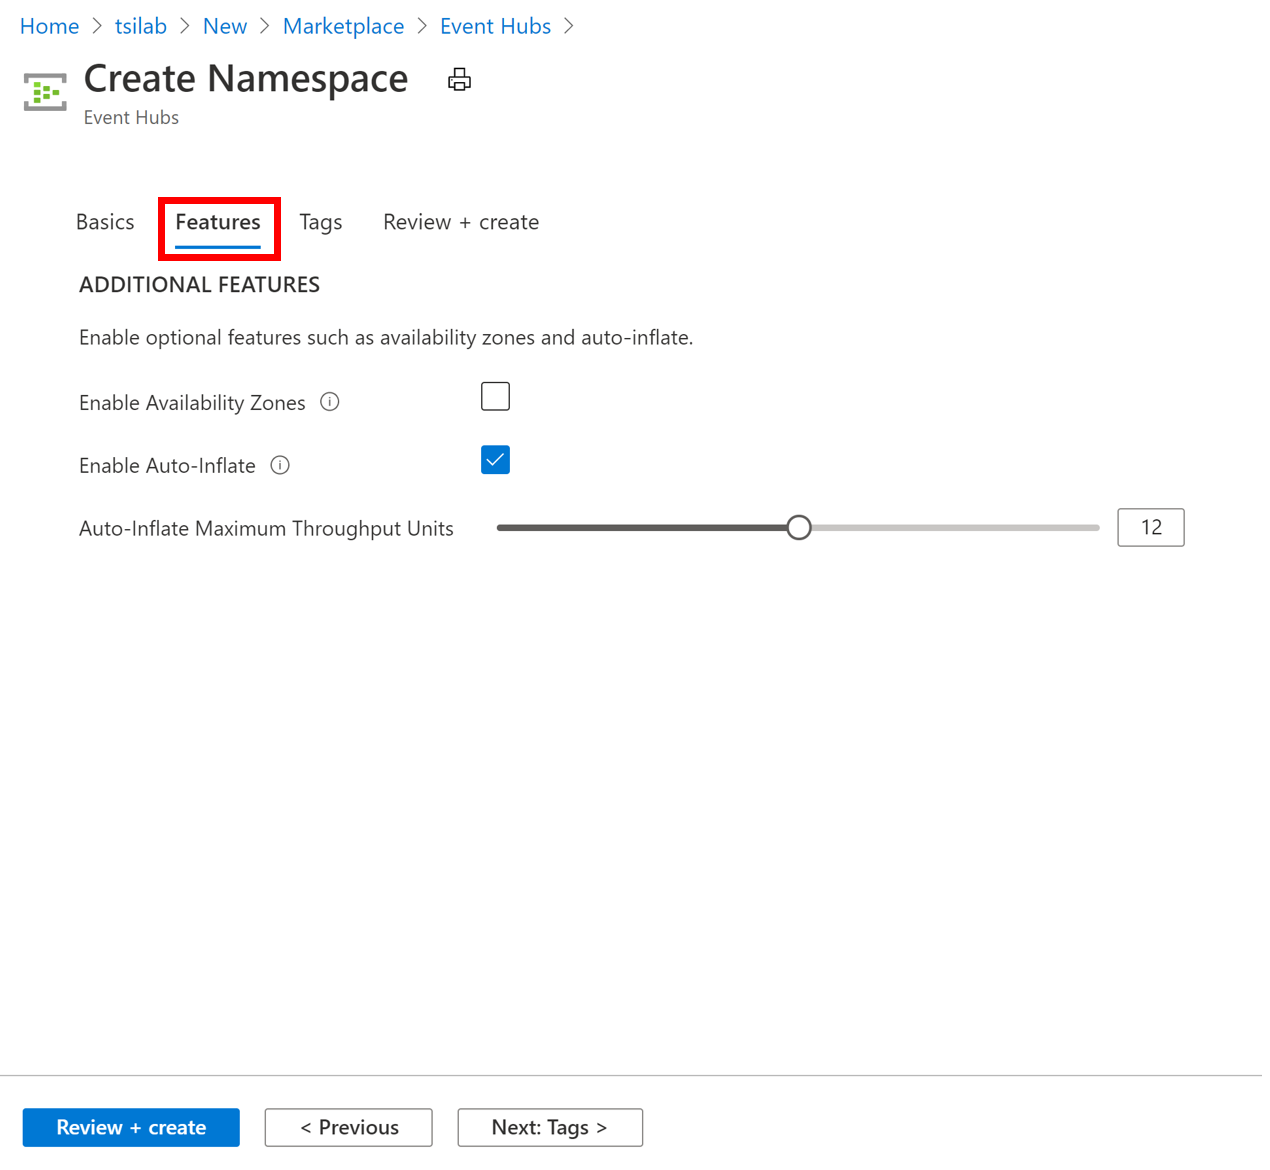 Home > tsilab > New > Marketplace > Event Hubs >
Create Namespace
Event Hubs
Basics Features Tags Review + create
ADDITIONAL FEATURES
Enable optional features such as availability zones and auto-inflate.
Enable Availability Zones
Enable Auto-Inflate
Auto-Inflate Maximum Throughput Units 12
Review + create < Previous Next: Tags >